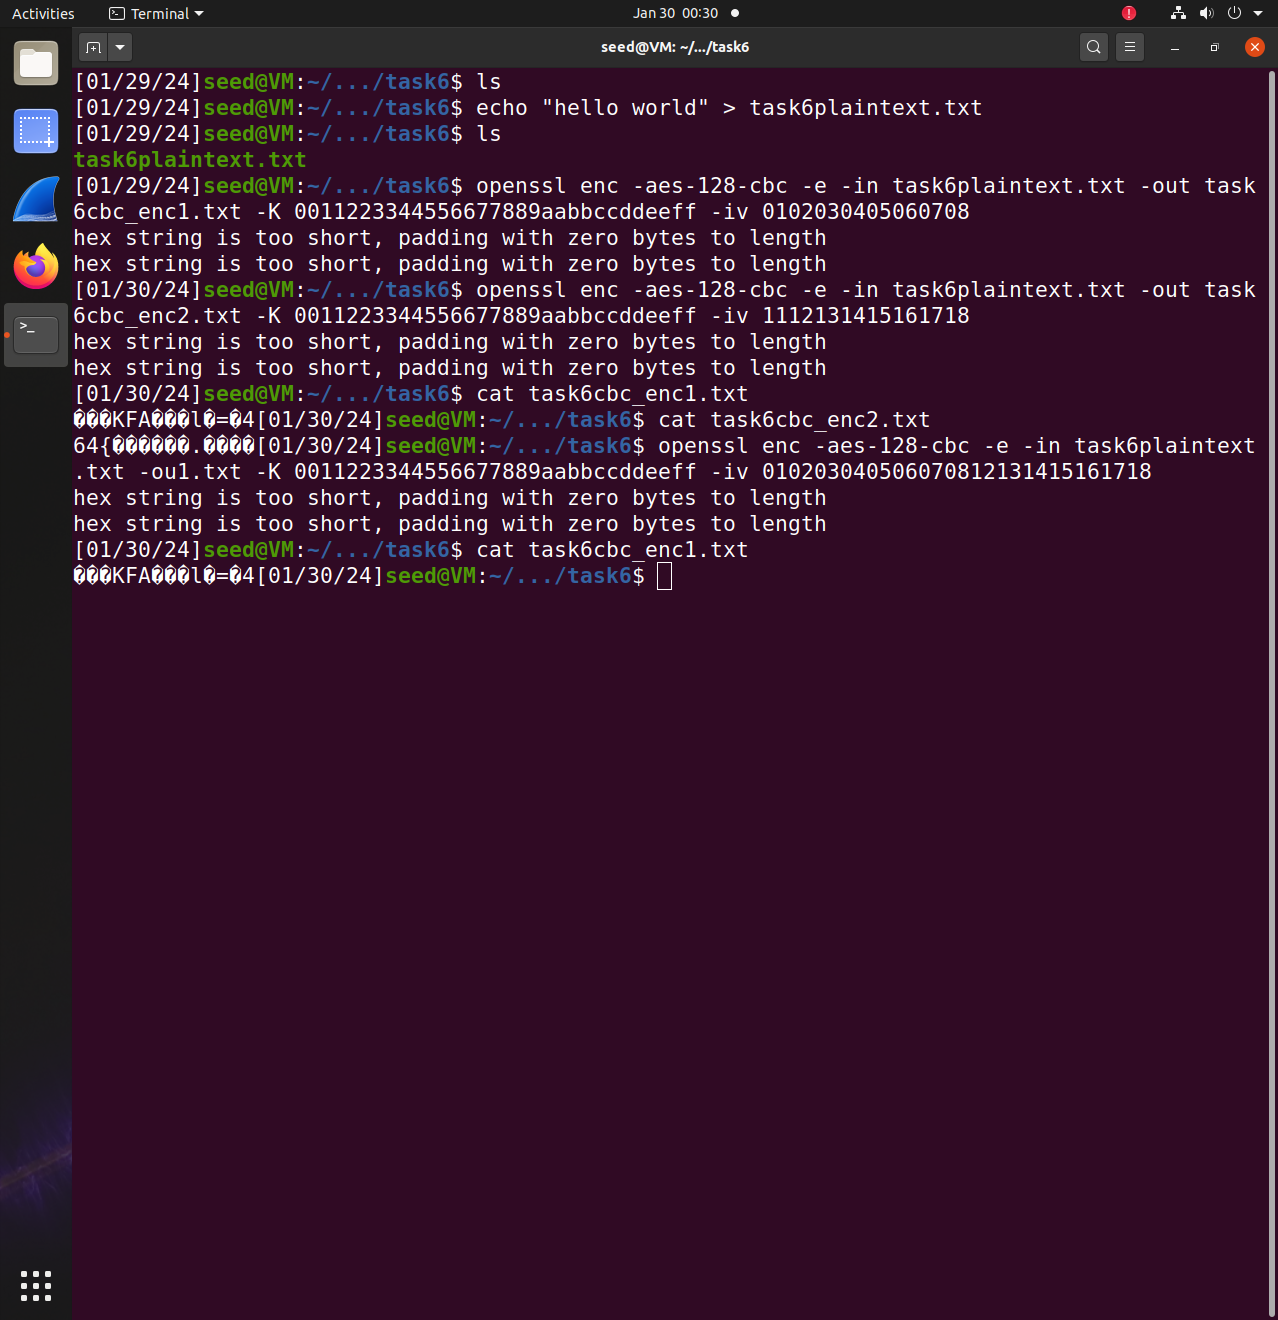 Activities Terminal Jan 30 00:30
seed@VM: ~/.../task6
[01/29/24]seed@VM:~/.../task6$ ls
[01/29/24]seed@VM:~/.../task6$ echo "hello world" > task6plaintext.txt
[01/29/24]seed@VM:~/.../task6$ ls
task6plaintext.txt
[01/29/24]seed@VM:~/.../task6$ openssl enc -aes-128-cbc -e -in task6plaintext.txt -out task
6cbc_enc1.txt -K 0011223344556677889aabbccddeeff -iv 0102030405060708
hex string is too short, padding with zero bytes to length
hex string is too short, padding with zero bytes to length
[01/30/24]seed@VM:~/.../task6$ openssl enc -aes-128-cbc -e -in task6plaintext.txt -out task
6cbc_enc2.txt -K 0011223344556677889aabbccddeeff -iv 1112131415161718
hex string is too short, padding with zero bytes to length
hex string is too short, padding with zero bytes to length
[01/30/24]seed@VM:~/.../task6$ cat task6cbc_enc1.txt
���KFA���l�=�4[01/30/24]seed@VM:~/.../task6$ cat task6cbc_enc2.txt
64{������.����[01/30/24]seed@VM:~/.../task6$ openssl enc -aes-128-cbc -e -in task6plaintext
.txt -ou1.txt -K 0011223344556677889aabbccddeeff -iv 010203040506070812131415161718
hex string is too short, padding with zero bytes to length
hex string is too short, padding with zero bytes to length
[01/30/24]seed@VM:~/.../task6$ cat task6cbc_enc1.txt
���KFA���l�=�4[01/30/24]seed@VM:~/.../task6$